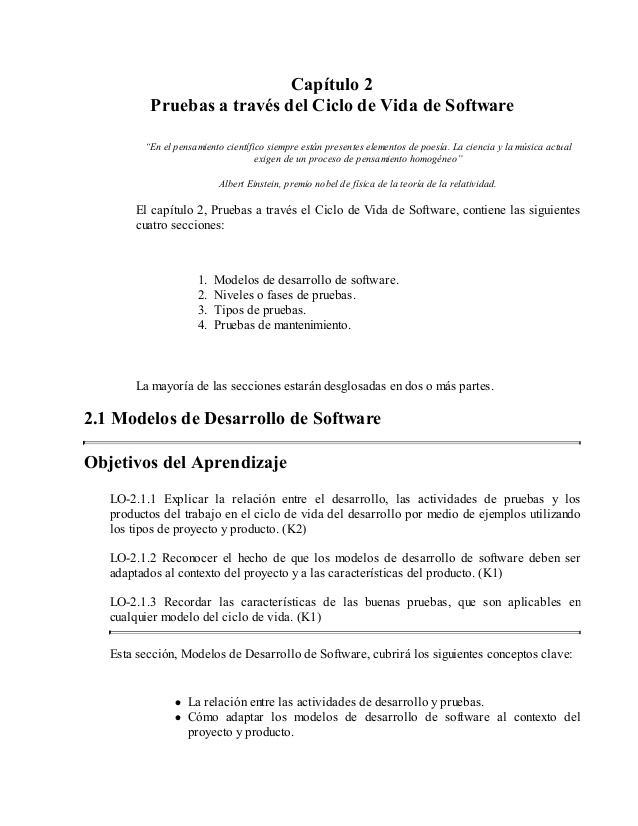 Capítulo 2
Pruebas a través del Ciclo de Vida de Software
“En el pensamiento científico siempre están presentes elementos de poesía. La ciencia y la música actual
exigen de un proceso de pensamiento homogéneo”
Albert Einstein, premio nobel de física de la teoría de la relatividad.
El capítulo 2, Pruebas a través el Ciclo de Vida de Software, contiene las siguientes
cuatro secciones:
1. Modelos de desarrollo de software.
2. Niveles o fases de pruebas.
3. Tipos de pruebas.
4. Pruebas de mantenimiento.
La mayoría de las secciones estarán desglosadas en dos o más partes.
2.1 Modelos de Desarrollo de Software
Objetivos del Aprendizaje
LO-2.1.1 Explicar la relación entre el desarrollo, las actividades de pruebas y los
productos del trabajo en el ciclo de vida del desarrollo por medio de ejemplos utilizando
los tipos de proyecto y producto. (K2)
LO-2.1.2 Reconocer el hecho de que los modelos de desarrollo de software deben ser
adaptados al contexto del proyecto y a las características del producto. (K1)
LO-2.1.3 Recordar las características de las buenas pruebas, que son aplicables en
cualquier modelo del ciclo de vida. (K1)
Esta sección, Modelos de Desarrollo de Software, cubrirá los siguientes conceptos clave:
● La relación entre las actividades de desarrollo y pruebas.
● Cómo adaptar los modelos de desarrollo de software al contexto del
proyecto y producto.